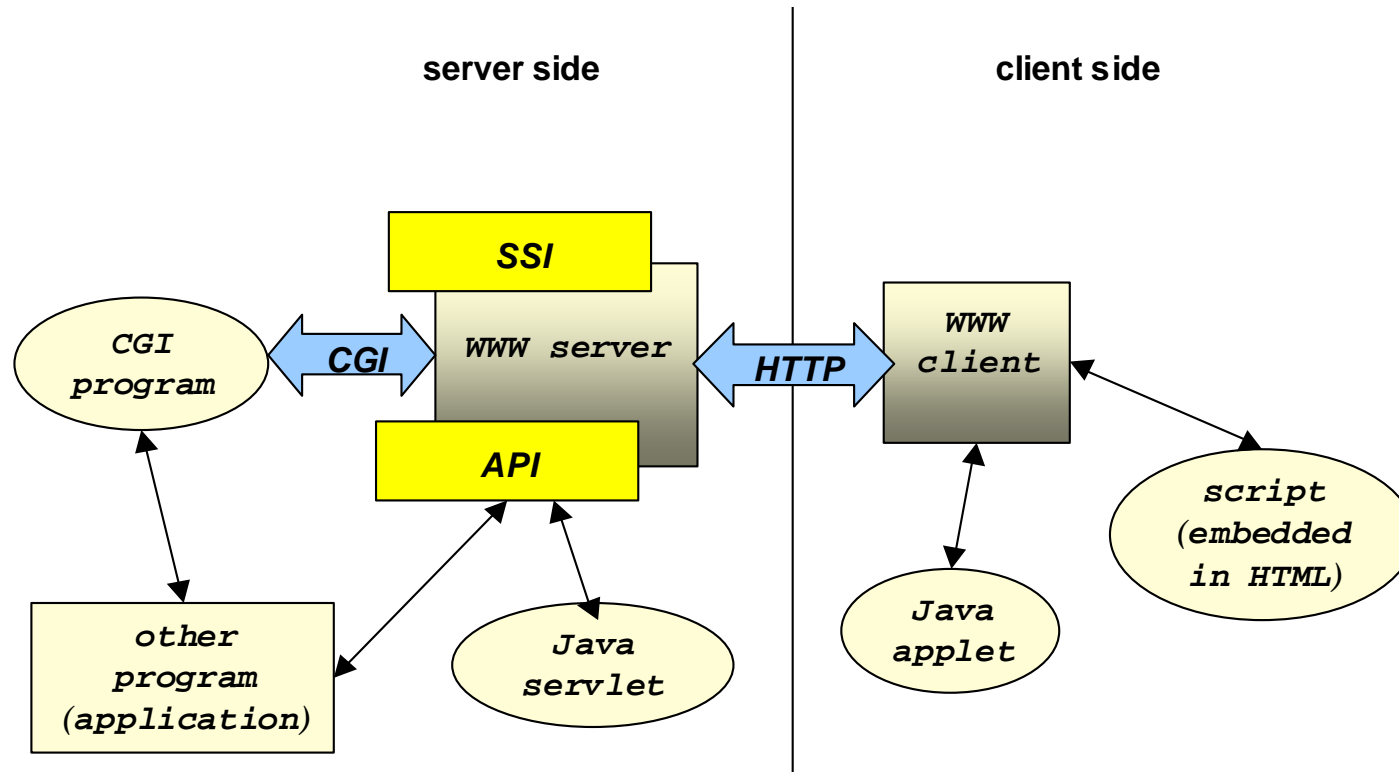 server side
client side
SSI
CGI
program
CGI
WWW server
HTTP
WWW
client
API
script
(embedded
in HTML)
other
program
(application)
Java
servlet
Java
applet